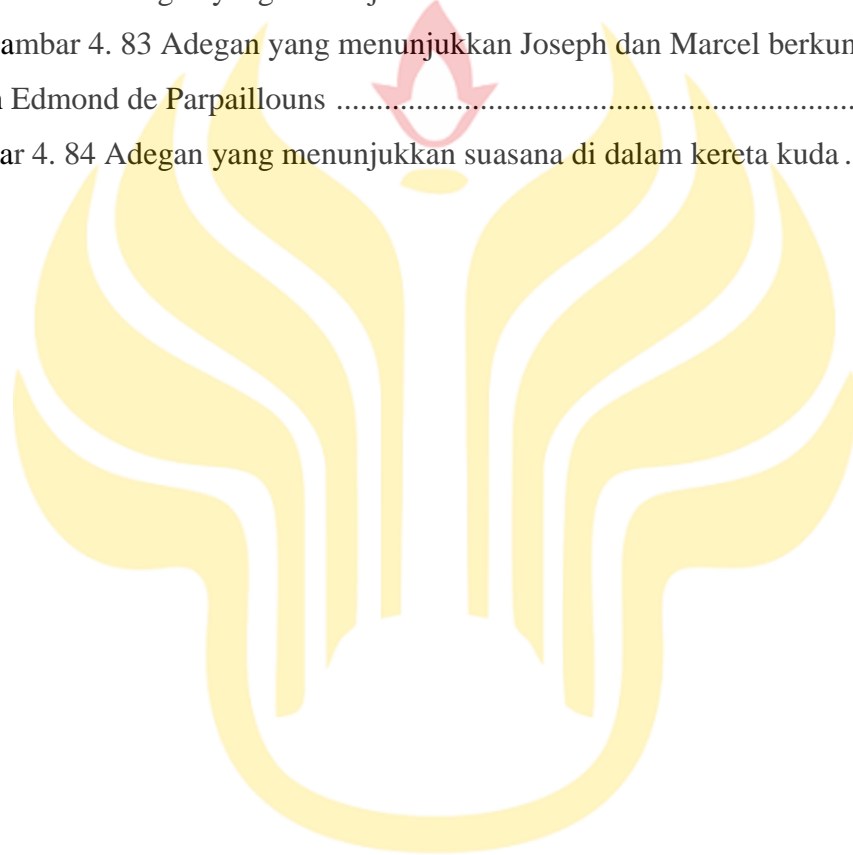 ambar 4. 83 Adegan yang menunjukkan Joseph dan Marcel berkun
n Edmond de Parpaillouns ............................................................................
ar 4. 84 Adegan yang menunjukkan suasana di dalam kereta kuda .